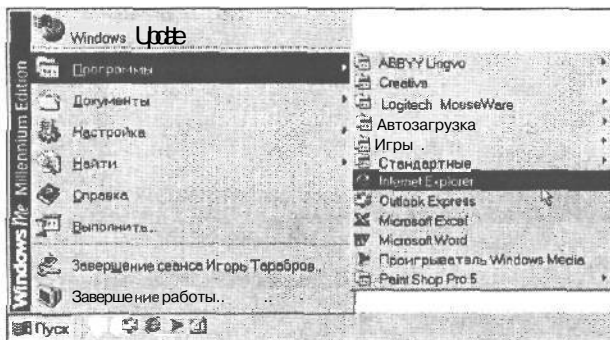 Windows Update
Программы
Документы
Настройка
Найти
Справка
Выполнить...
Завершение сеанса Игорь Тарабров...
Завершение работы.. ..
Windows Me Millennium Edition
Пуск
ABBYY Lingvo
Creative
Logitech MouseWare
Автозагрузка
Игры .
Стандартные
Internet Explorer
Outlook Express
Microsoft Excel
Microsoft Word
Проигрыватель Windows Media
Paint Shop Pro 5